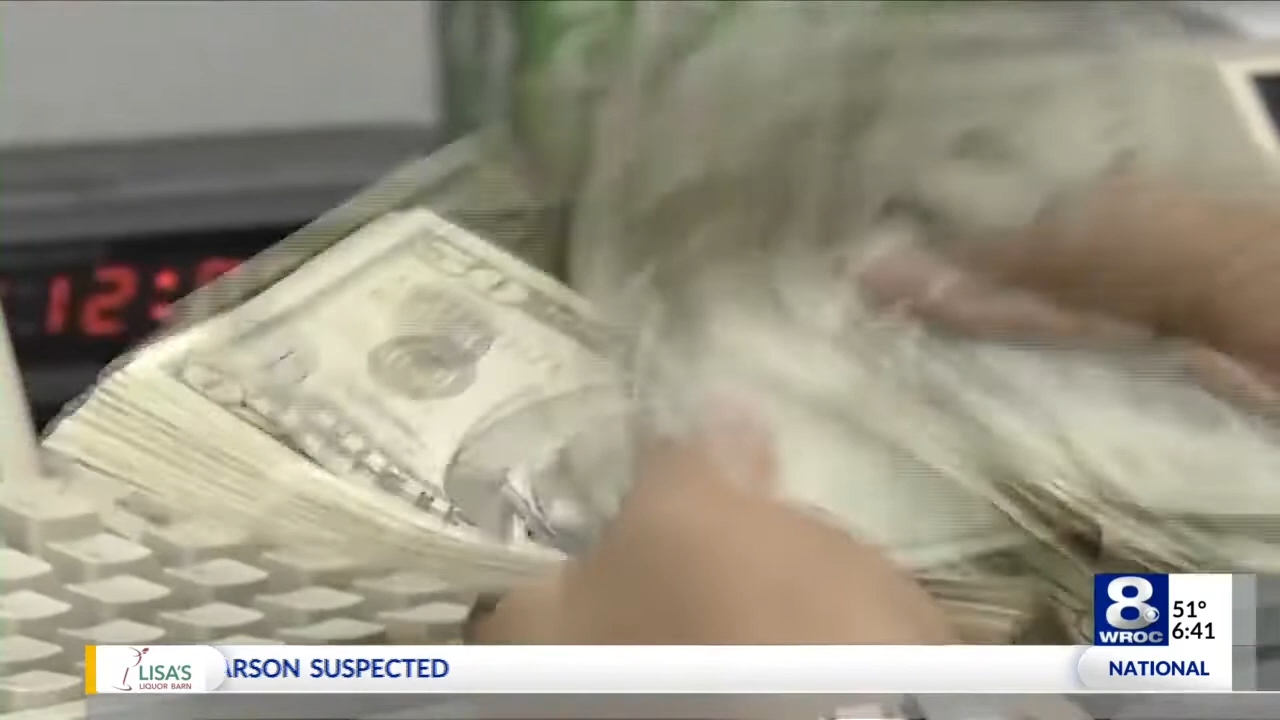 12:
LISA'S
LIQUOR BARN
ARSON SUSPECTED
8
WROC
51°
6:41
NATIONAL